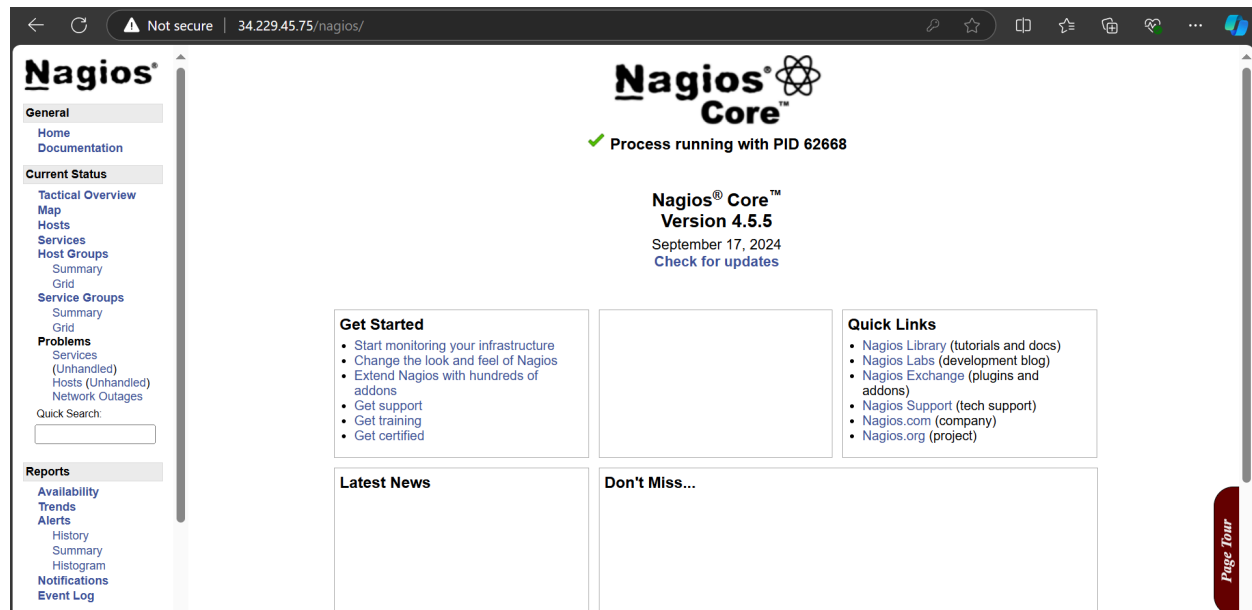 Not secure
34.229.45.75/nagios/
Nagios®
General
Home
Documentation
Current Status
Tactical Overview
Map
Hosts
Services
Host Groups
Summary
Grid
Service Groups
Summary
Grid
Problems
Services
(Unhandled)
Hosts (Unhandled)
Network Outages
Quick Search:
Reports
Availability
Trends
Alerts
History
Summary
Histogram
Notifications
Event Log
Nagios®
Core™
Process running with PID 62668
Nagios® Core™
Version 4.5.5
September 17, 2024
Check for updates
Get Started
• Start monitoring your infrastructure
• Change the look and feel of Nagios
• Extend Nagios with hundreds of
addons
• Get support
• Get training
• Get certified
Quick Links
• Nagios Library (tutorials and docs)
• Nagios Labs (development blog)
• Nagios Exchange (plugins and
addons)
• Nagios Support (tech support)
• Nagios.com (company)
• Nagios.org (project)
Latest News
Don't Miss...
Page Tour